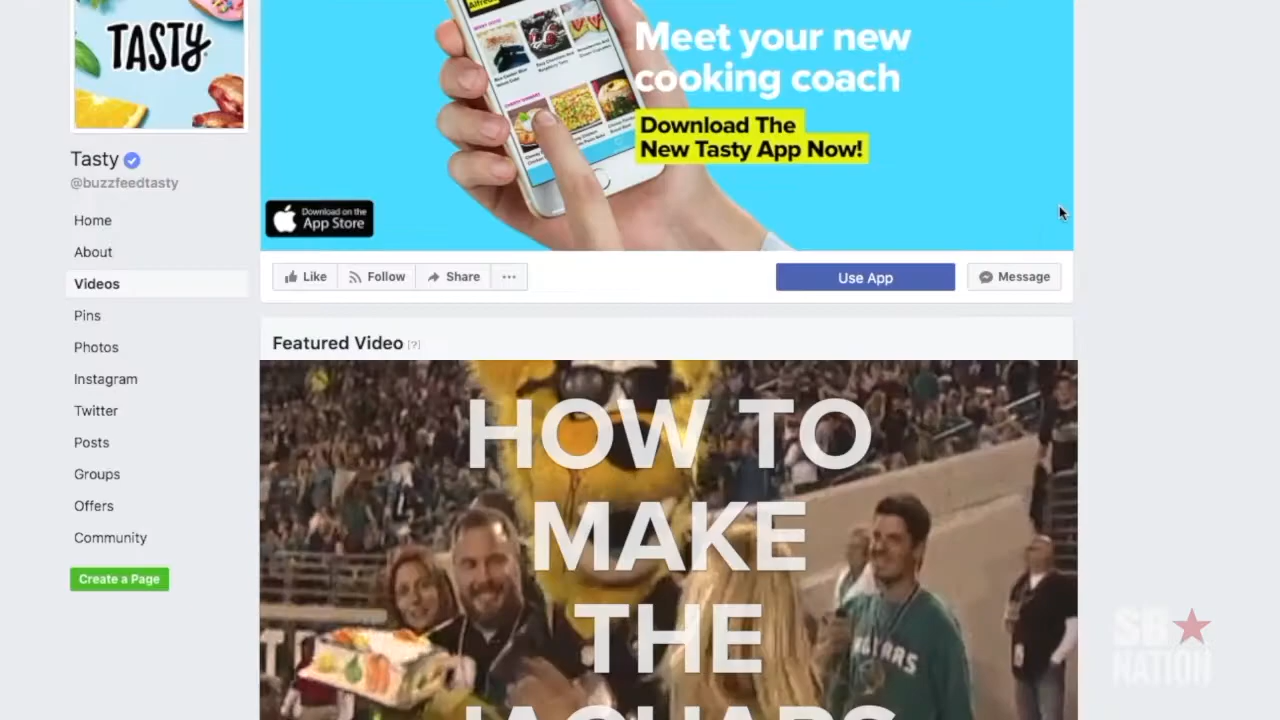 TASTY
Tasty
@buzzfeedtasty
Home
About
Videos
Pins
Photos
Instagram
Twitter
Posts
Groups
Offers
Community
Create a Page
Meet your new
cooking coach
Download The
New Tasty App Now!
Download on the
App Store
Like
Follow
Share
Use App
Message
Featured Video [?]
HOW TO
MAKE
THE
JAGUARS
SB
NATION